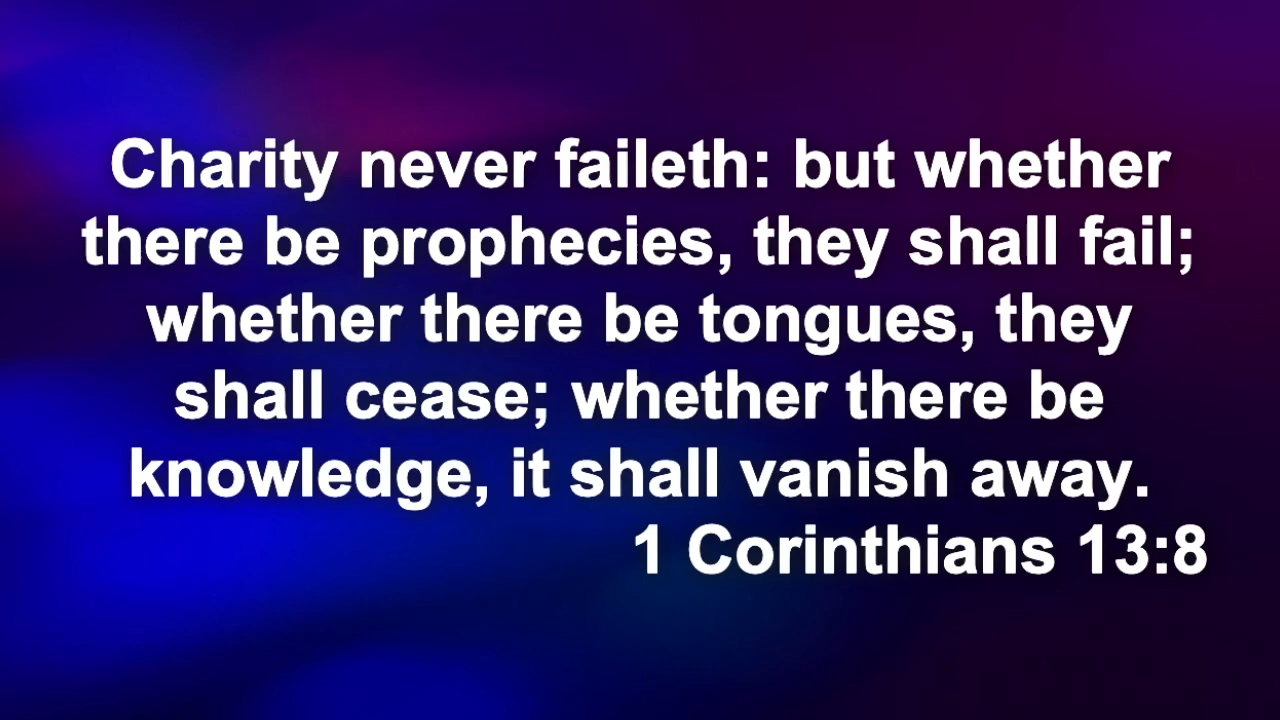 Charity never faileth: but whether
there be prophecies, they shall fail;
whether there be tongues, they
shall cease; whether there be
knowledge, it shall vanish away.
1 Corinthians 13:8